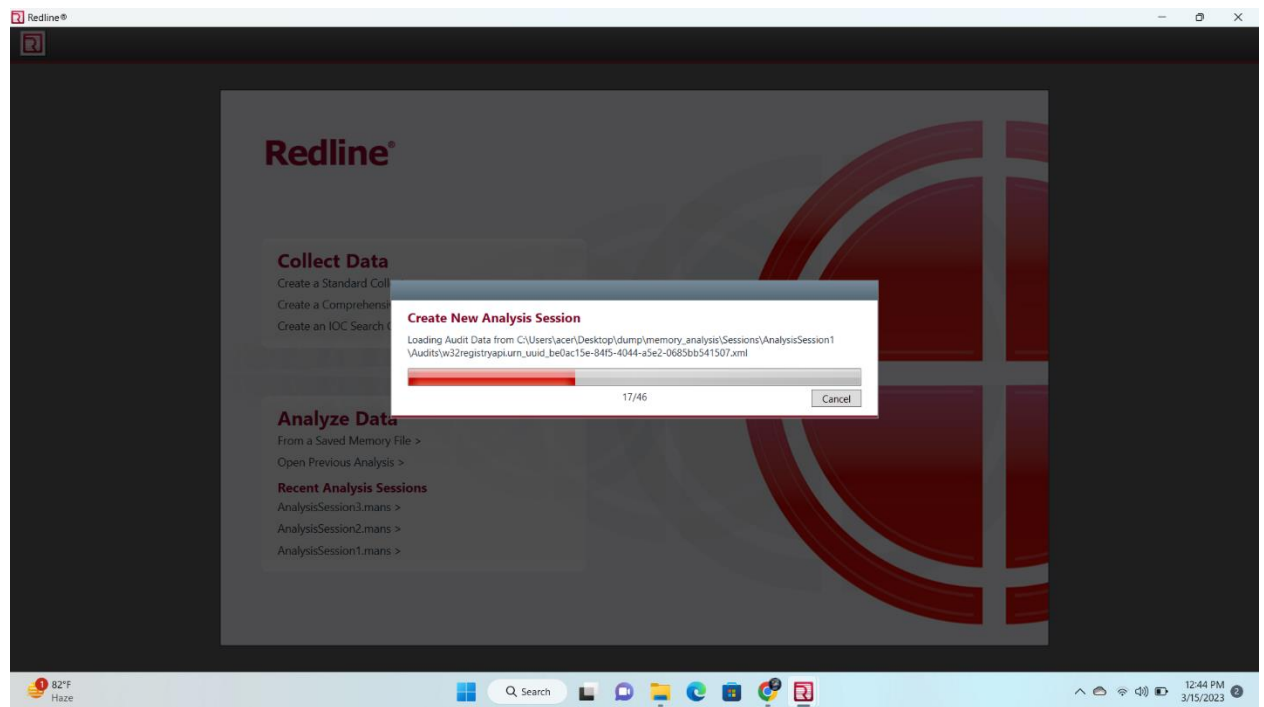 Redline®
Redline®
Collect Data
Create a Standard Coll
Create a Comprehensi
Create an IOC Search
Create New Analysis Session
Loading Audit Data from C:\Users\acer\Desktop\dump\memory_analysis\Sessions\AnalysisSession1
\Audits\w32registryapi.urn_uuid_be0ac15e-84f5-4044-a5e2-0685bb541507.xml
17/46
Cancel
Analyze Data
From a Saved Memory File >
Open Previous Analysis >
Recent Analysis Sessions
AnalysisSession3.mans >
AnalysisSession2.mans >
AnalysisSession1.mans >
1
82°F
Haze
Search
12:44 PM
3/15/2023
2